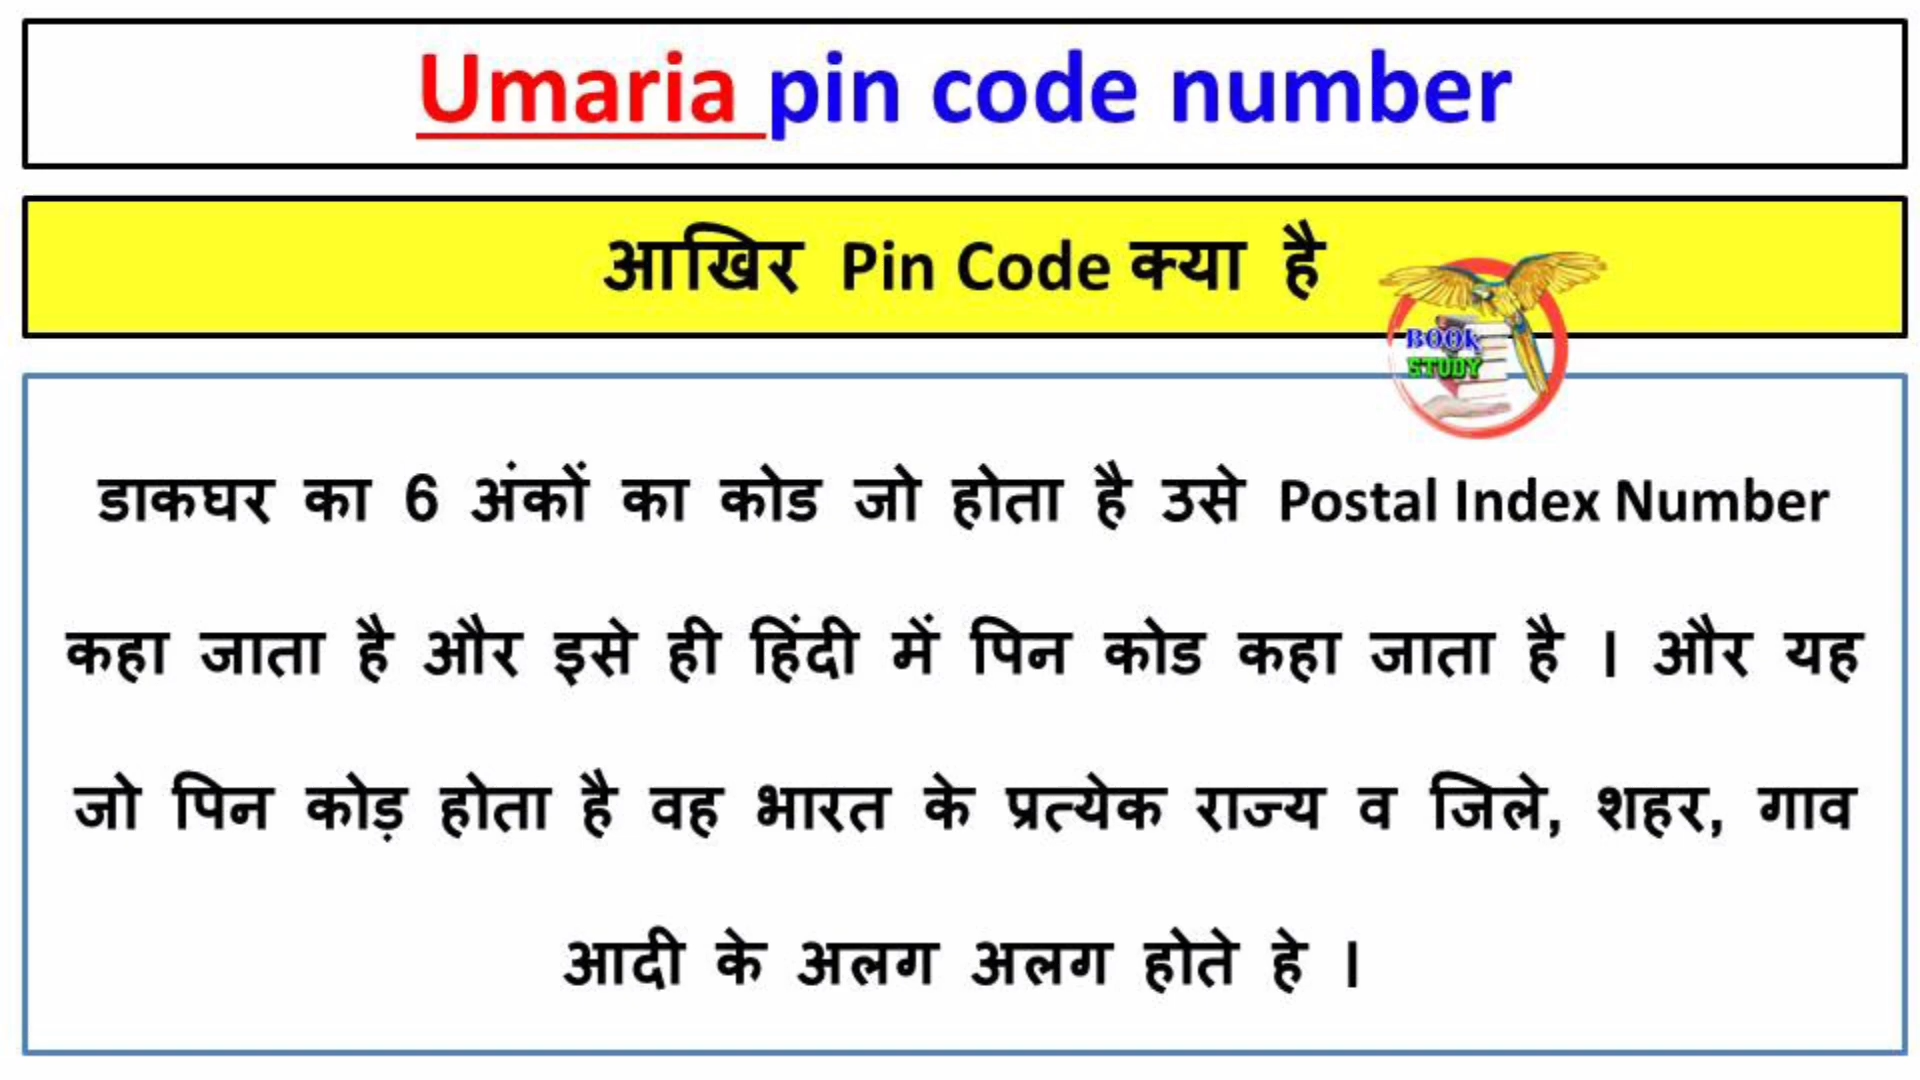 Umaria pin code number
आखिर Pin Code क्या है
BOOK
STUDY
डाकघर का 6 अंकों का कोड जो होता है उसे Postal Index Number
कहा जाता है और इसे ही हिंदी में पिन कोड कहा जाता है । और यह
जो पिन कोड़ होता है वह भारत के प्रत्येक राज्य व जिले, शहर, गाव
आदी के अलग अलग होते हे ।